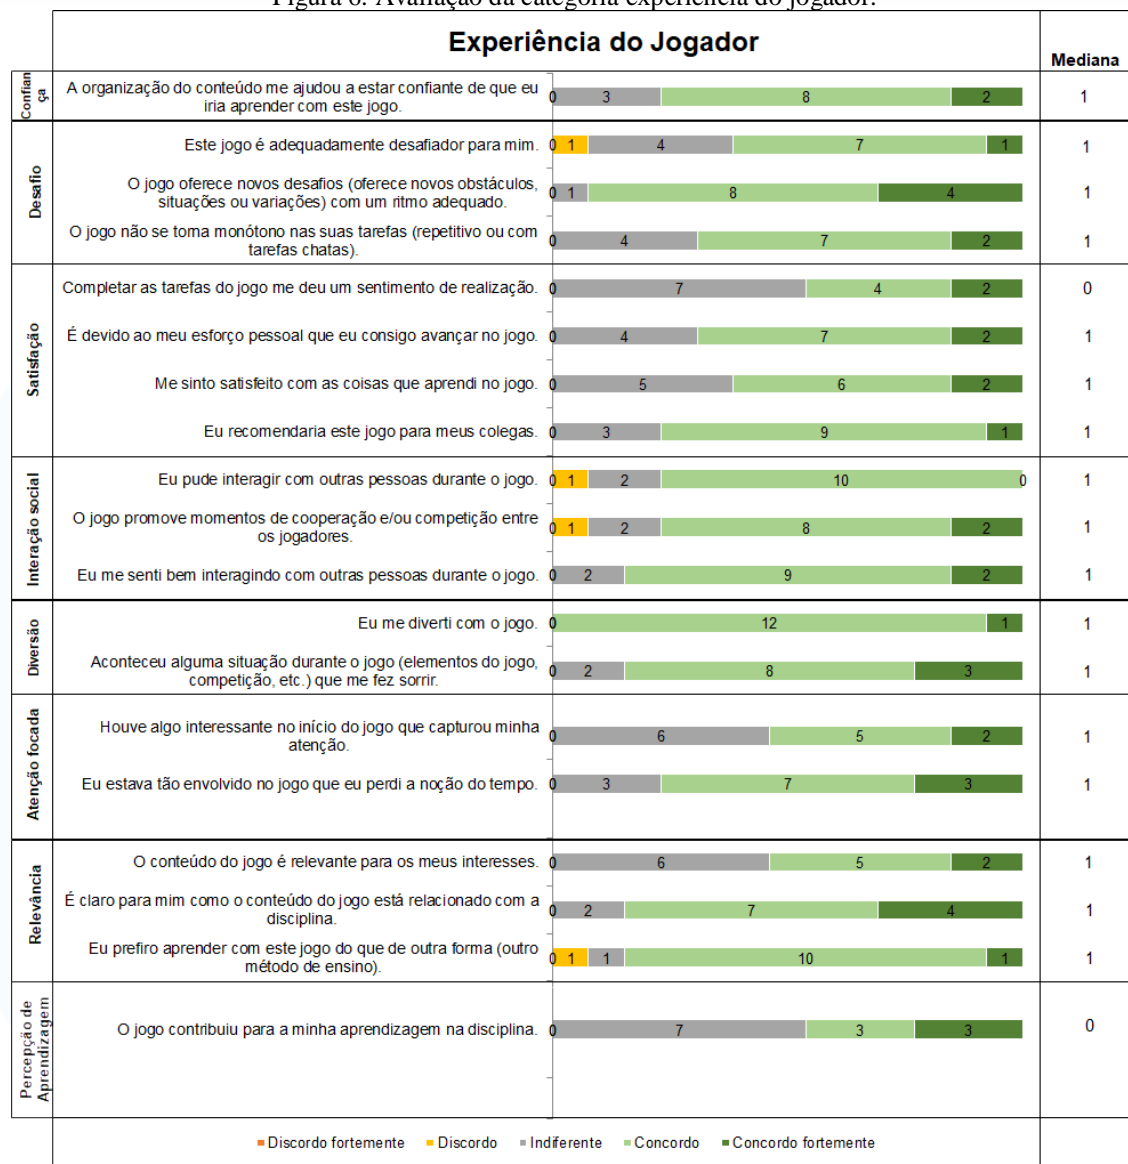 Figura 6. Avaliação da categoria experiência do jogador.
Experiência do Jogador
Mediana
Confian
ça
A organização do conteúdo me ajudou a estar confiante de que eu
iria aprender com este jogo.
0 3 8 2
1
Desafio
Este jogo é adequadamente desafiador para mim.
0 1 4 7 1
1
O jogo oferece novos desafios (oferece novos obstáculos,
situações ou variações) com um ritmo adequado.
0 1 8 4
1
O jogo não se torna monótono nas suas tarefas (repetitivo ou com
tarefas chatas).
0 4 7 2
1
Satisfação
Completar as tarefas do jogo me deu um sentimento de realização.
0 7 4 2
0
É devido ao meu esforço pessoal que eu consigo avançar no jogo.
0 4 7 2
1
Me sinto satisfeito com as coisas que aprendi no jogo.
0 5 6 2
1
Eu recomendaria este jogo para meus colegas.
0 3 9 1
1
Interação social
Eu pude interagir com outras pessoas durante o jogo.
0 1 2 10 0
1
O jogo promove momentos de cooperação e/ou competição entre
os jogadores.
0 1 2 8 2
1
Eu me senti bem interagindo com outras pessoas durante o jogo.
0 2 9 2
1
Diversão
Eu me diverti com o jogo.
0 12 1
1
Aconteceu alguma situação durante o jogo (elementos do jogo,
competição, etc.) que me fez sorrir.
0 2 8 3
1
Atenção focada
Houve algo interessante no início do jogo que capturou minha
atenção.
0 6 5 2
1
Eu estava tão envolvido no jogo que eu perdi a noção do tempo.
0 3 7 3
1
Relevância
O conteúdo do jogo é relevante para os meus interesses.
0 6 5 2
1
É claro para mim como o conteúdo do jogo está relacionado com a
disciplina.
0 2 7 4
1
Eu prefiro aprender com este jogo do que de outra forma (outro
método de ensino).
0 1 1 10 1
1
Percepção de
Aprendizagem
O jogo contribuiu para a minha aprendizagem na disciplina.
0 7 3 3
0
Discordo fortemente Discordo Indiferente Concordo Concordo fortemente